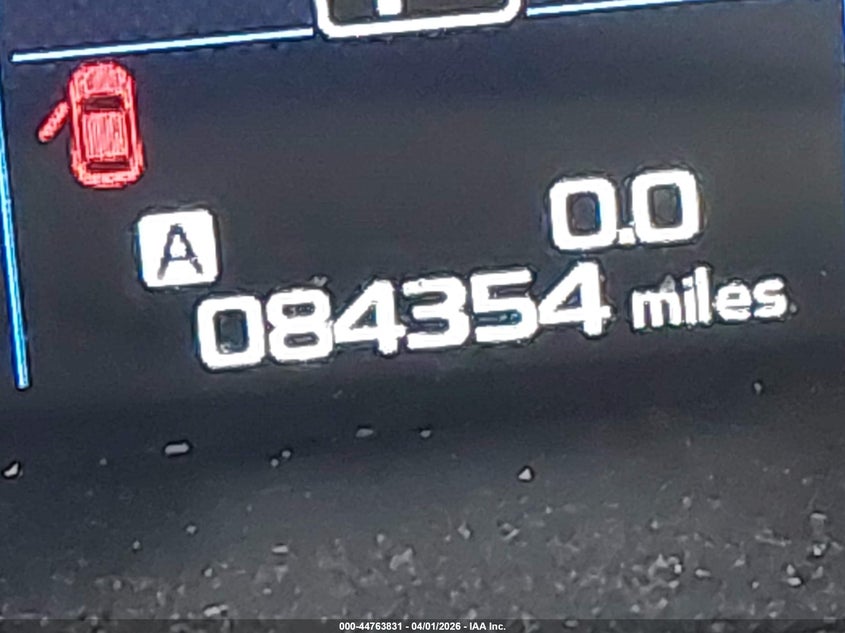 0.0
A
084354 miles
000-44763831 - 04/01/2026 - IAA Inc.